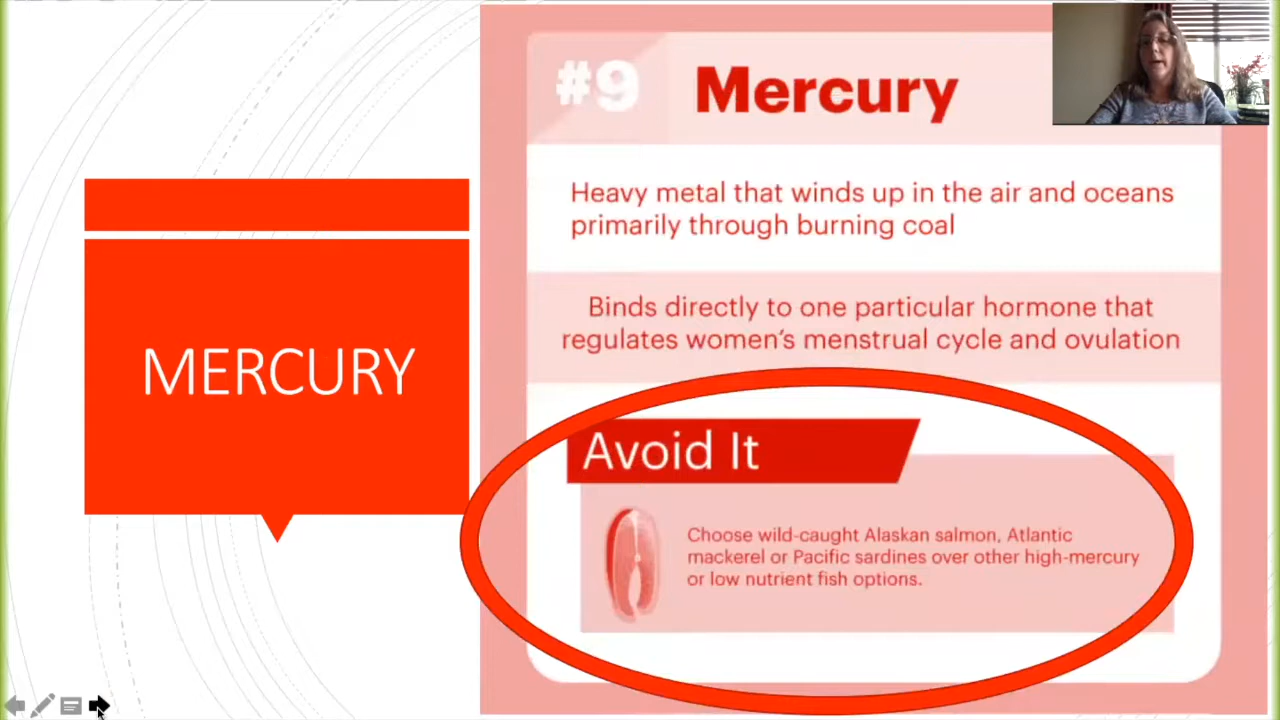 MERCURY
#9
Mercury
Heavy metal that winds up in the air and oceans
primarily through burning coal
Binds directly to one particular hormone that
regulates women's menstrual cycle and ovulation
Avoid It
Choose wild-caught Alaskan salmon, Atlantic
mackerel or Pacific sardines over other high-mercury
or low nutrient fish options.